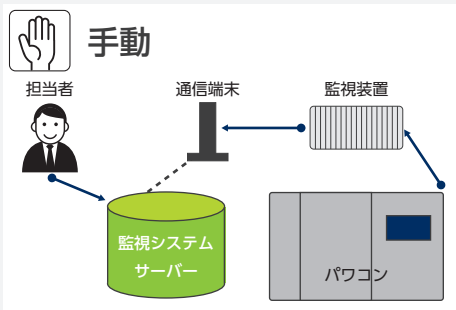 手動
担当者
通信端末
監視装置
監視システム
サーバー
パワコン